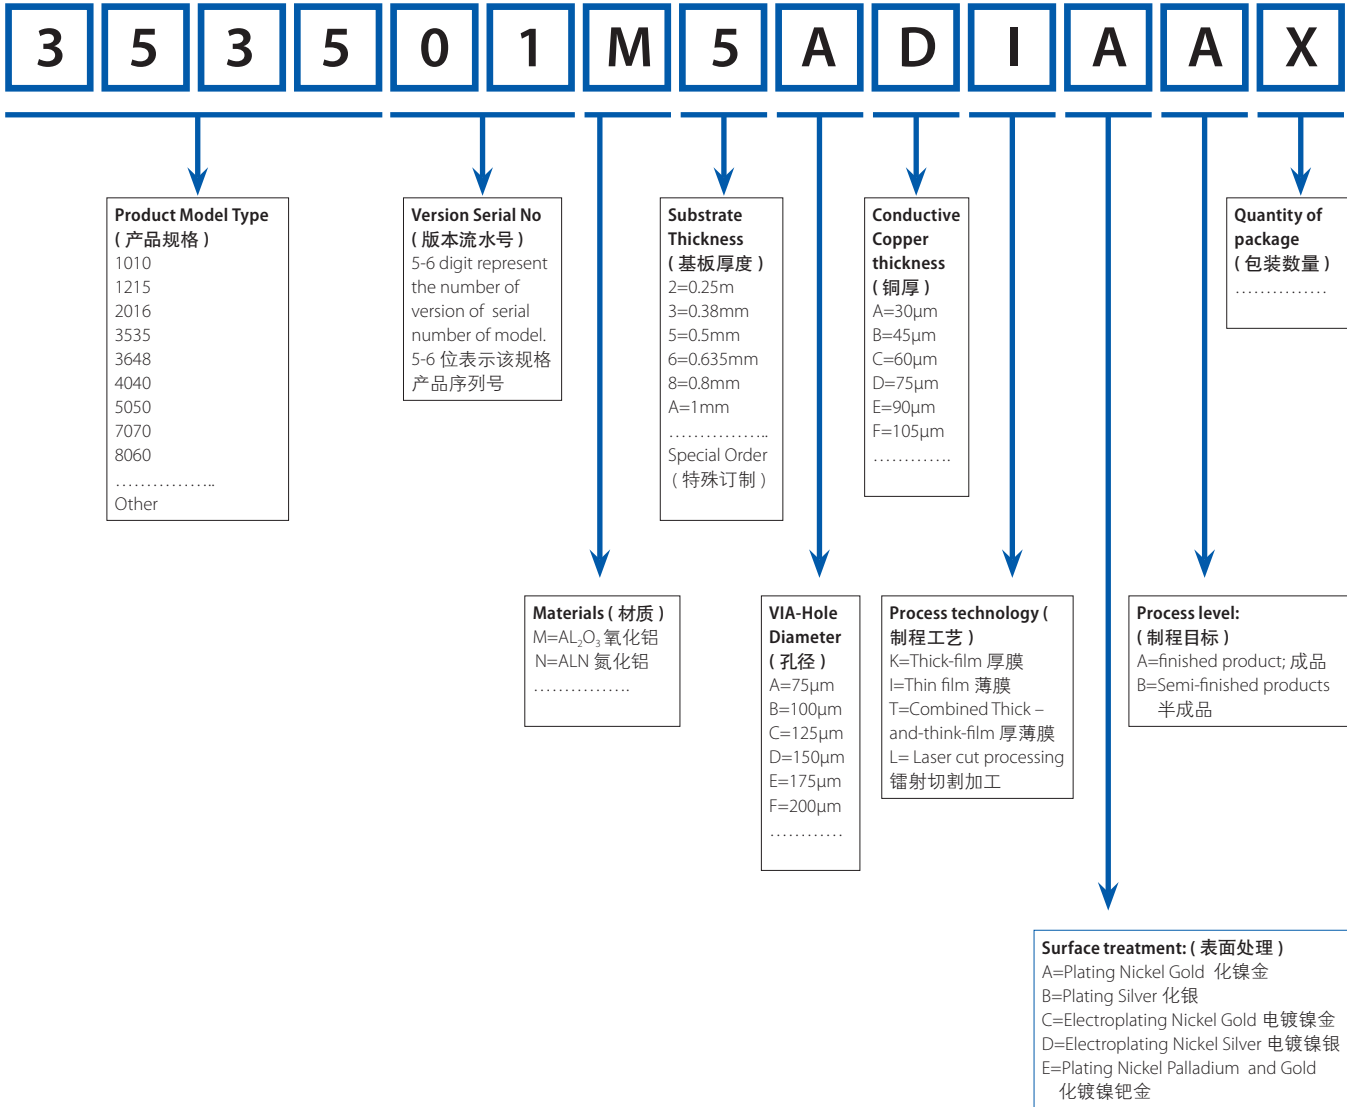 3 5 3 5 0 1 M 5 A D I A A X
Product Model Type
( 产品规格 )
1010
1215
2016
3535
3648
4040
5050
7070
8060
……………..
Other
Version Serial No
( 版本流水号 )
5-6 digit represent
the number of
version of serial
number of model.
5-6 位表示该规格
产品序列号
Substrate
Thickness
( 基板厚度 )
2=0.25m
3=0.38mm
5=0.5mm
6=0.635mm
8=0.8mm
A=1mm
……………..
Special Order
( 特殊订制 )
Conductive
Copper
thickness
( 铜厚 )
A=30μm
B=45μm
C=60μm
D=75μm
E=90μm
F=105μm
………….
Quantity of
package
( 包装数量 )
……………
Materials ( 材质 )
M=AL₂O₃ 氧化铝
N=ALN 氮化铝
…………….
VIA-Hole
Diameter
( 孔径 )
A=75μm
B=100μm
C=125μm
D=150μm
E=175μm
F=200μm
…………
Process technology (
制程工艺 )
K=Thick-film 厚膜
I=Thin film 薄膜
T=Combined Thick –
and-think-film 厚薄膜
L= Laser cut processing
镭射切割加工
Process level:
( 制程目标 )
A=finished product; 成品
B=Semi-finished products
半成品
Surface treatment: ( 表面处理 )
A=Plating Nickel Gold 化镍金
B=Plating Silver 化银
C=Electroplating Nickel Gold 电镀镍金
D=Electroplating Nickel Silver 电镀镍银
E=Plating Nickel Palladium and Gold
化镀镍钯金